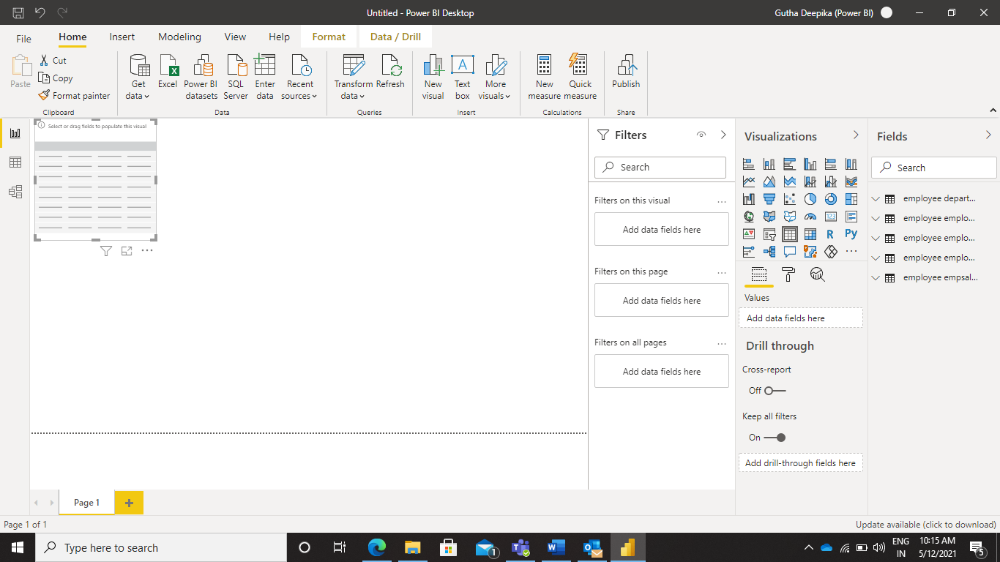 Untitled - Power BI Desktop
Gutha Deepika (Power BI)
File
Home
Insert
Modeling
View
Help
Format
Data / Drill
Paste
Cut
Copy
Format painter
Clipboard
Get data
Excel
Power BI datasets
SQL Server
Enter data
Recent sources
Data
Transform data
Refresh
Queries
New visual
Text box
More visuals
Insert
New measure
Quick measure
Calculations
Publish
Share
Select or drag fields to populate this visual
Filters
Search
Filters on this visual
...
Add data fields here
Filters on this page
...
Add data fields here
Filters on all pages
...
Add data fields here
Visualizations
123
R
Py
...
Values
Add data fields here
Drill through
Cross-report
Off
Keep all filters
On
Add drill-through fields here
Fields
Search
employee depart...
employee emplo...
employee emplo...
employee emplo...
employee empsal...
Page 1
Page 1 of 1
Update available (click to download)
Type here to search
1
ENG
IN
10:15 AM
5/12/2021
5